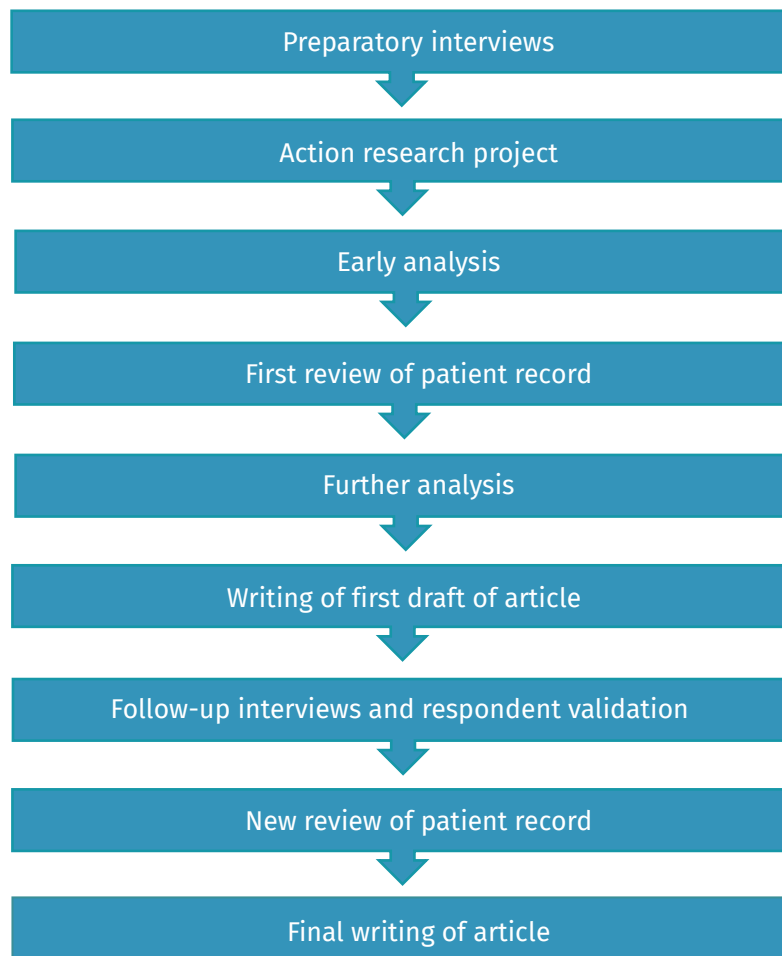 Preparatory interviews
Action research project
Early analysis
First review of patient record
Further analysis
Writing of first draft of article
Follow-up interviews and respondent validation
New review of patient record
Final writing of article